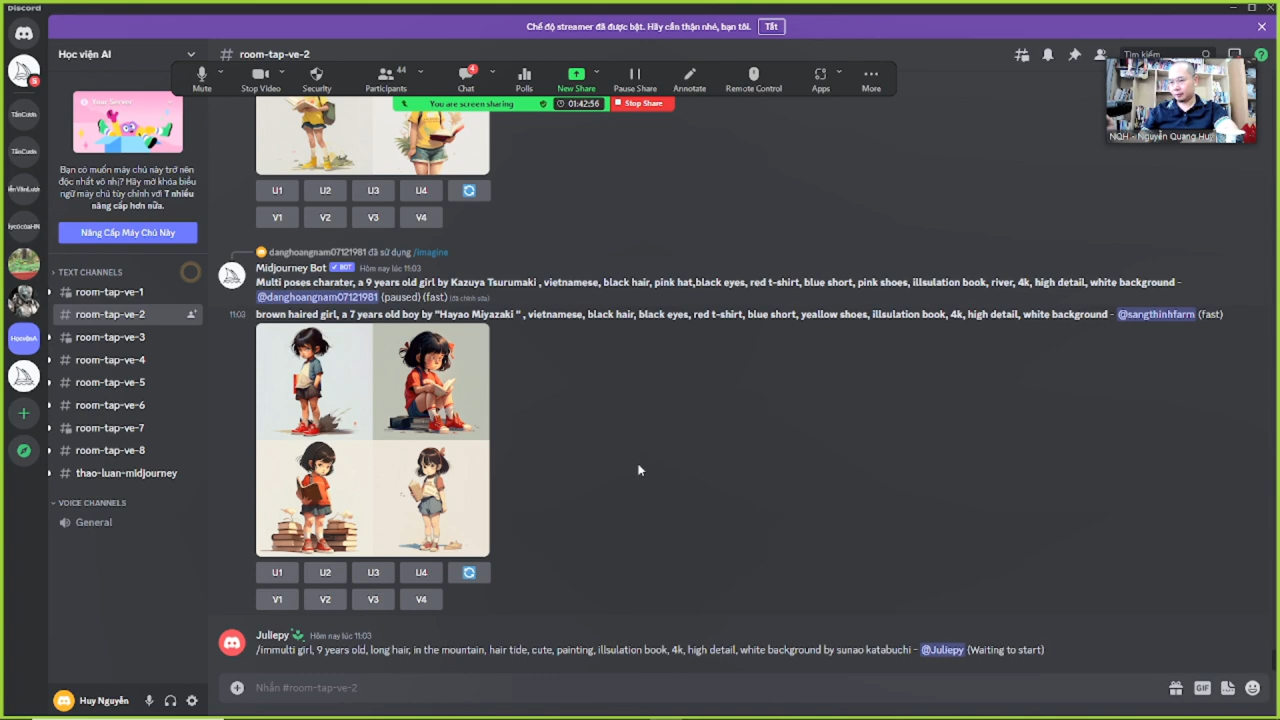 Discord
Chế độ streamer đã được bật. Hãy cẩn thận nhé, bạn tôi. Tắt
Học viện AI
# room-tap-ve-2
Tìm kiếm
Mute
Stop Video
Security
Participants 44
Chat 4
Polls
New Share
Pause Share
Annotate
Remote Control
Apps
More
You are screen sharing 01:42:56 Stop Share
NQH - Nguyễn Quang Huy
Bạn có muốn máy chủ này trở nên
độc nhất vô nhị? Hãy mở khóa biểu
ngữ máy chủ tùy chỉnh với 7 nhiều
nâng cấp hơn nữa.
Nâng Cấp Máy Chủ Này
TEXT CHANNELS
# room-tap-ve-1
# room-tap-ve-2
# room-tap-ve-3
# room-tap-ve-4
# room-tap-ve-5
# room-tap-ve-6
# room-tap-ve-7
# room-tap-ve-8
# thao-luan-midjourney
VOICE CHANNELS
General
Huy Nguyễn
5
TấnCước
TấnCước
U1 U2 U3 U4
V1 V2 V3 V4
danghoangnam07121981 đã sử dụng /imagine
Midjourney Bot ✓ BOT Hôm nay lúc 11:03
Multi poses charater, a 9 years old girl by Kazuya Tsurumaki , vietnamese, black hair, pink hat,black eyes, red t-shirt, blue short, pink shoes, illsulation book, river, 4k, high detail, white background -
@danghoangnam07121981 (paused) (fast) (đã chỉnh sửa)
11:03 brown haired girl, a 7 years old boy by "Hayao Miyazaki " , vietnamese, black hair, black eyes, red t-shirt, blue short, yeallow shoes, illsulation book, 4k, high detail, white background - @sangthinhfarm (fast)
U1 U2 U3 U4
V1 V2 V3 V4
Juliepy Hôm nay lúc 11:03
/immulti girl, 9 years old, long hair, in the mountain, hair tide, cute, painting, illsulation book, 4k, high detail, white background by sunao katabuchi - @Juliepy (Waiting to start)
Nhắn #room-tap-ve-2
GIF